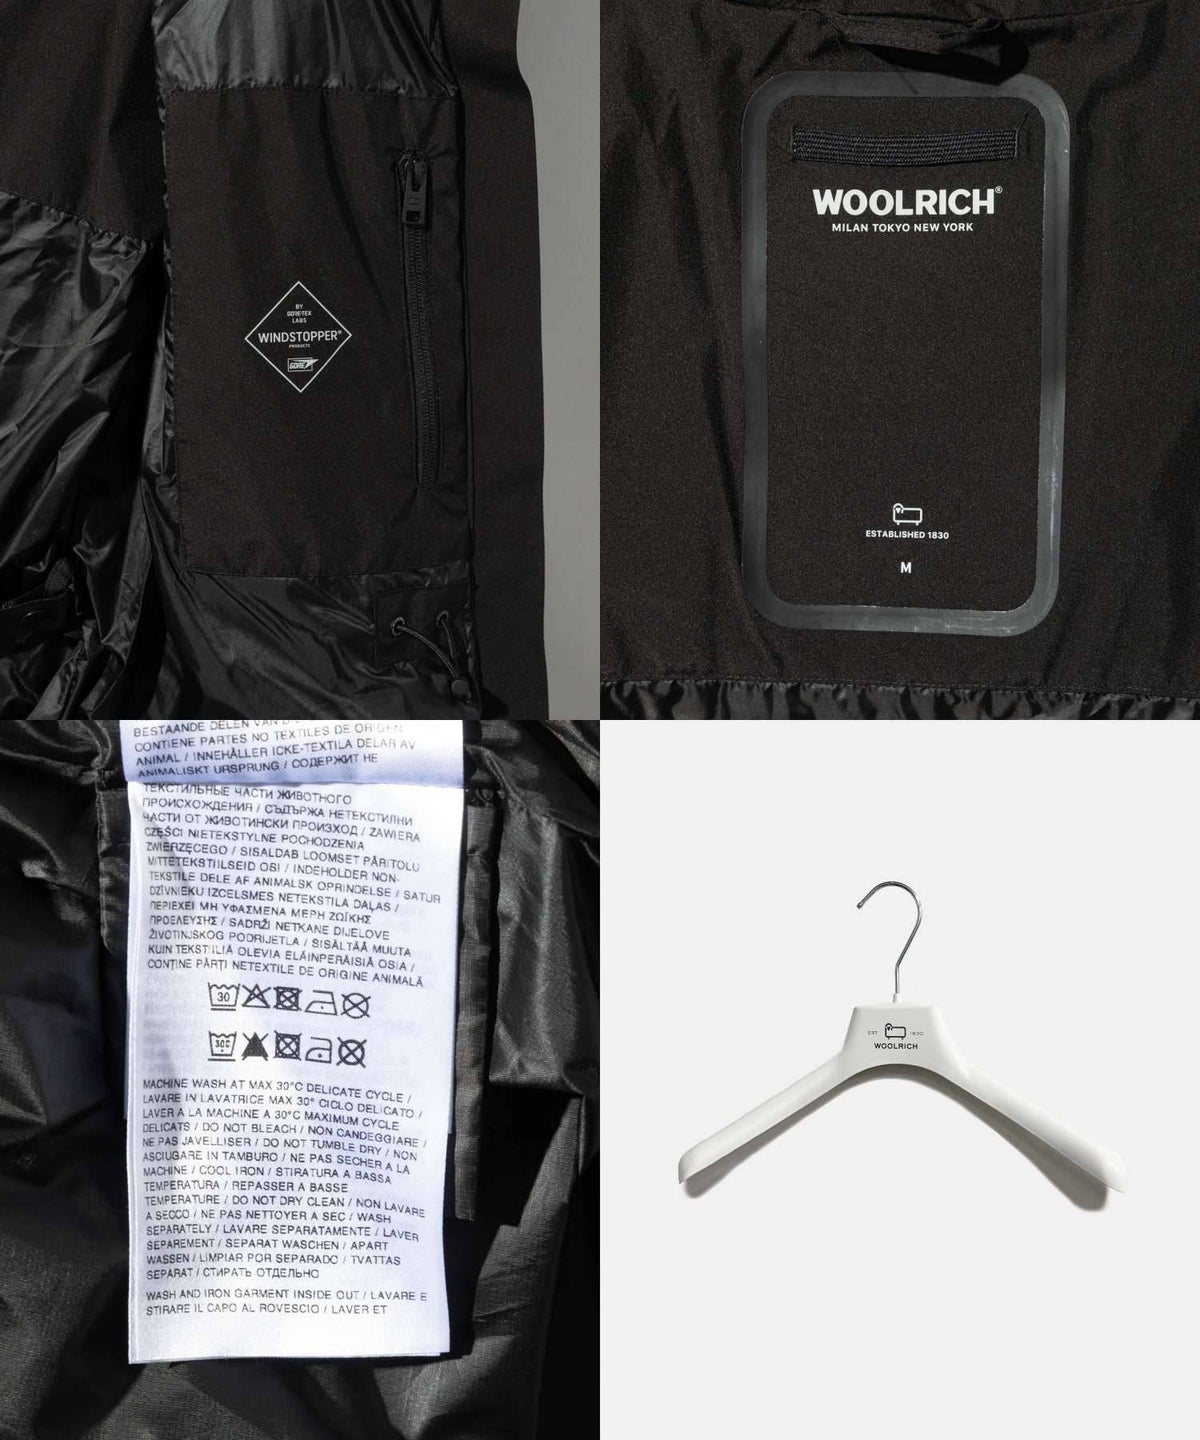 BY
GORE-TEX
LABS
WINDSTOPPER®
PRODUCTS
GORE
WOOLRICH®
MILAN TOKYO NEW YORK
ESTABLISHED 1830
M
BESTAANDE DELEN VAN
CONTIENE PARTES NO TEXTILES DE ORIGEN
ANIMAL / INNEHÅLLER ICKE-TEXTILA DELAR AV
ANIMALISKT URSPRUNG / СОДЕРЖИТ НЕ
ТЕКСТИЛЬНЫЕ ЧАСТИ ЖИВОТНОГО
ПРОИСХОЖДЕНИЯ / СЪДЪРЖА НЕТЕКСТИЛНИ
ЧАСТИ ОТ ЖИВОТИНСКИ ПРОИЗХОД / ZAWIERA
CZĘŚCI NIETEKSTYLNE POCHODZENIA
ZWIERZĘCEGO / SISALDAB LOOMSET PÄRITOLU
MITTETEKSTIILSEID OSI / INDEHOLDER NON-
TEKSTILE DELE AF ANIMALSK OPRINDELSE / SATUR
DZĪVNIEKU IZCELSMES NETEKSTILA DAĻAS /
ΠΕΡΙΕΧΕΙ ΜΗ ΥΦΑΣΜΕΝΑ ΜΕΡΗ ΖΩΪΚΗΣ
ΠΡΟΕΛΕΥΣΗΣ / SADRŽI NETKANE DIJELOVE
ŽIVOTINJSKOG PODRIJETLA / SISÄLTÄÄ MUUTA
KUIN TEKSTIILIÄ OLEVIA ELÄINPERÄISIÄ OSIA /
CONȚINE PĂRȚI NETEXTILE DE ORIGINE ANIMALĂ
30
30C
MACHINE WASH AT MAX 30°C DELICATE CYCLE /
LAVARE IN LAVATRICE MAX 30° CICLO DELICATO /
LAVER A LA MACHINE A 30°C MAXIMUM CYCLE
DELICATS / DO NOT BLEACH / NON CANDEGGIARE /
NE PAS JAVELLISER / DO NOT TUMBLE DRY / NON
ASCIUGARE IN TAMBURO / NE PAS SECHER A LA
MACHINE / COOL IRON / STIRATURA A BASSA
TEMPERATURA / REPASSER A BASSE
TEMPERATURE / DO NOT DRY CLEAN / NON LAVARE
A SECCO / NE PAS NETTOYER A SEC / WASH
SEPARATELY / LAVARE SEPARATAMENTE / LAVER
SEPAREMENT / SEPARAT WASCHEN / APART
WASSEN / LIMPIAR POR SEPARADO / TVATTAS
SEPARAT / СТИРАТЬ ОТДЕЛЬНО
WASH AND IRON GARMENT INSIDE OUT / LAVARE E
STIRARE IL CAPO AL ROVESCIO / LAVER ET
EST 1830
WOOLRICH